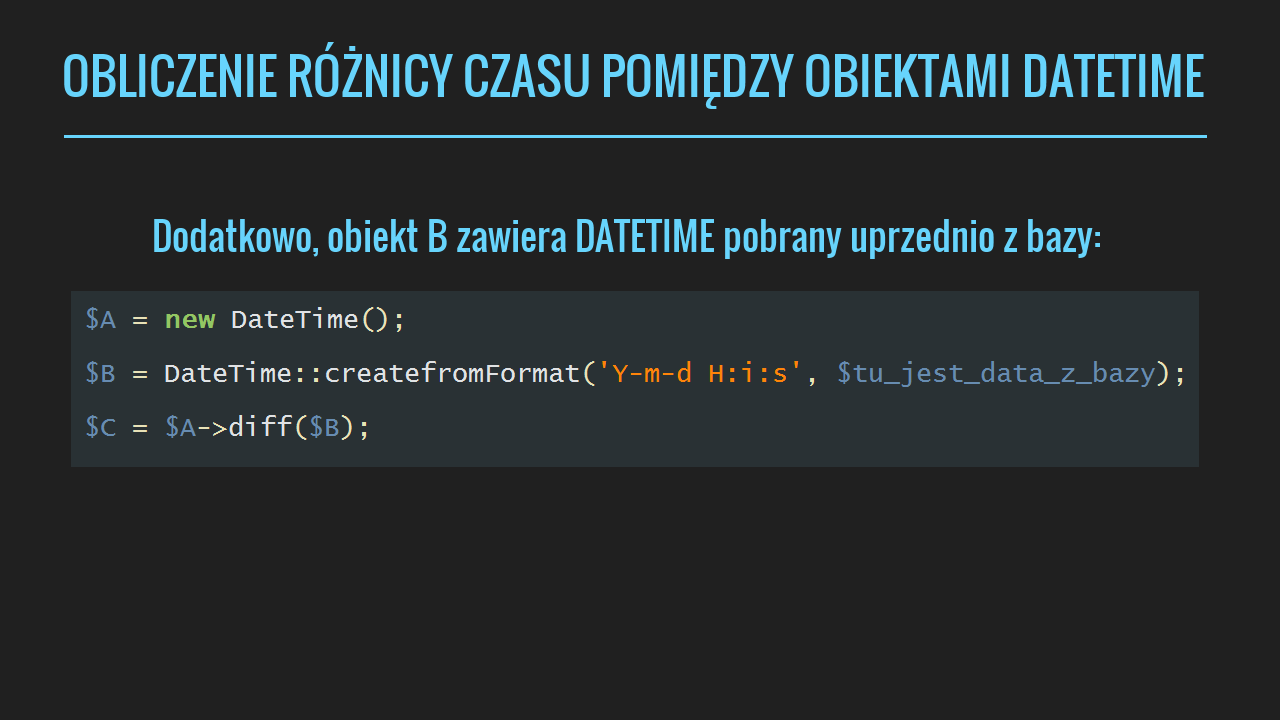 OBLICZENIE RÓŻNICY CZASU POMIĘDZY OBIEKTAMI DATETIME
Dodatkowo, obiekt B zawiera DATETIME pobrany uprzednio z bazy:
$A = new DateTime();
$B = DateTime::createfromFormat('Y-m-d H:i:s', $tu_jest_data_z_bazy);
$C = $A->diff($B);